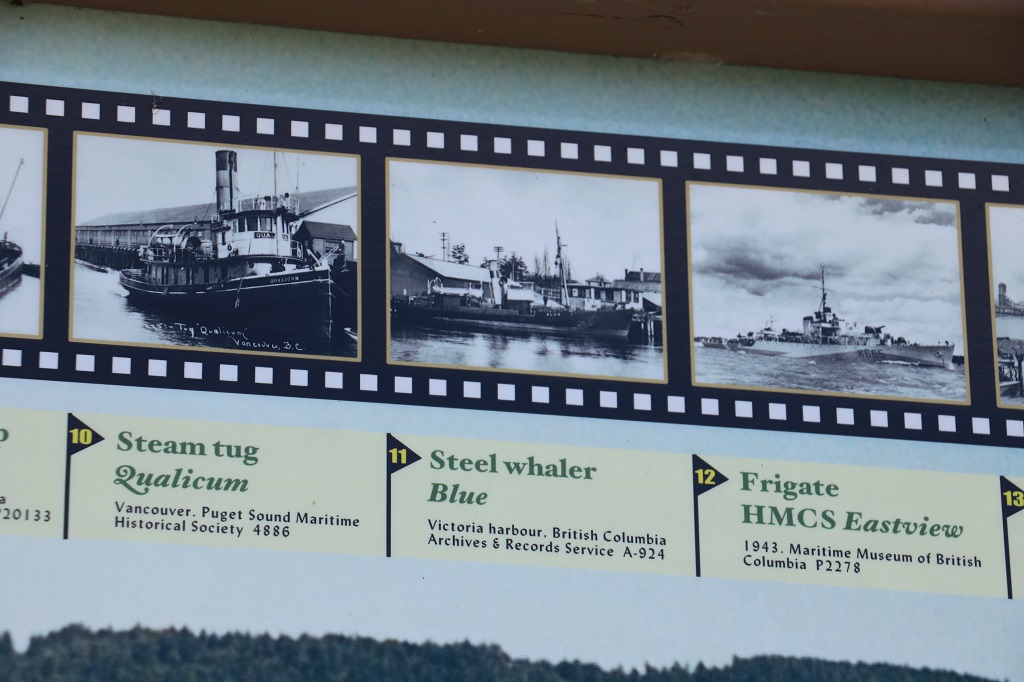 QUALICUM
Tug "Qualicum"
Vancouver, B.C.
K665
p
a
20133
10
Steam tug
Qualicum
Vancouver. Puget Sound Maritime
Historical Society 4886
11
Steel whaler
Blue
Victoria harbour, British Columbia
Archives & Records Service A-924
12
Frigate
HMCS Eastview
1943. Maritime Museum of British
Columbia P2278
13